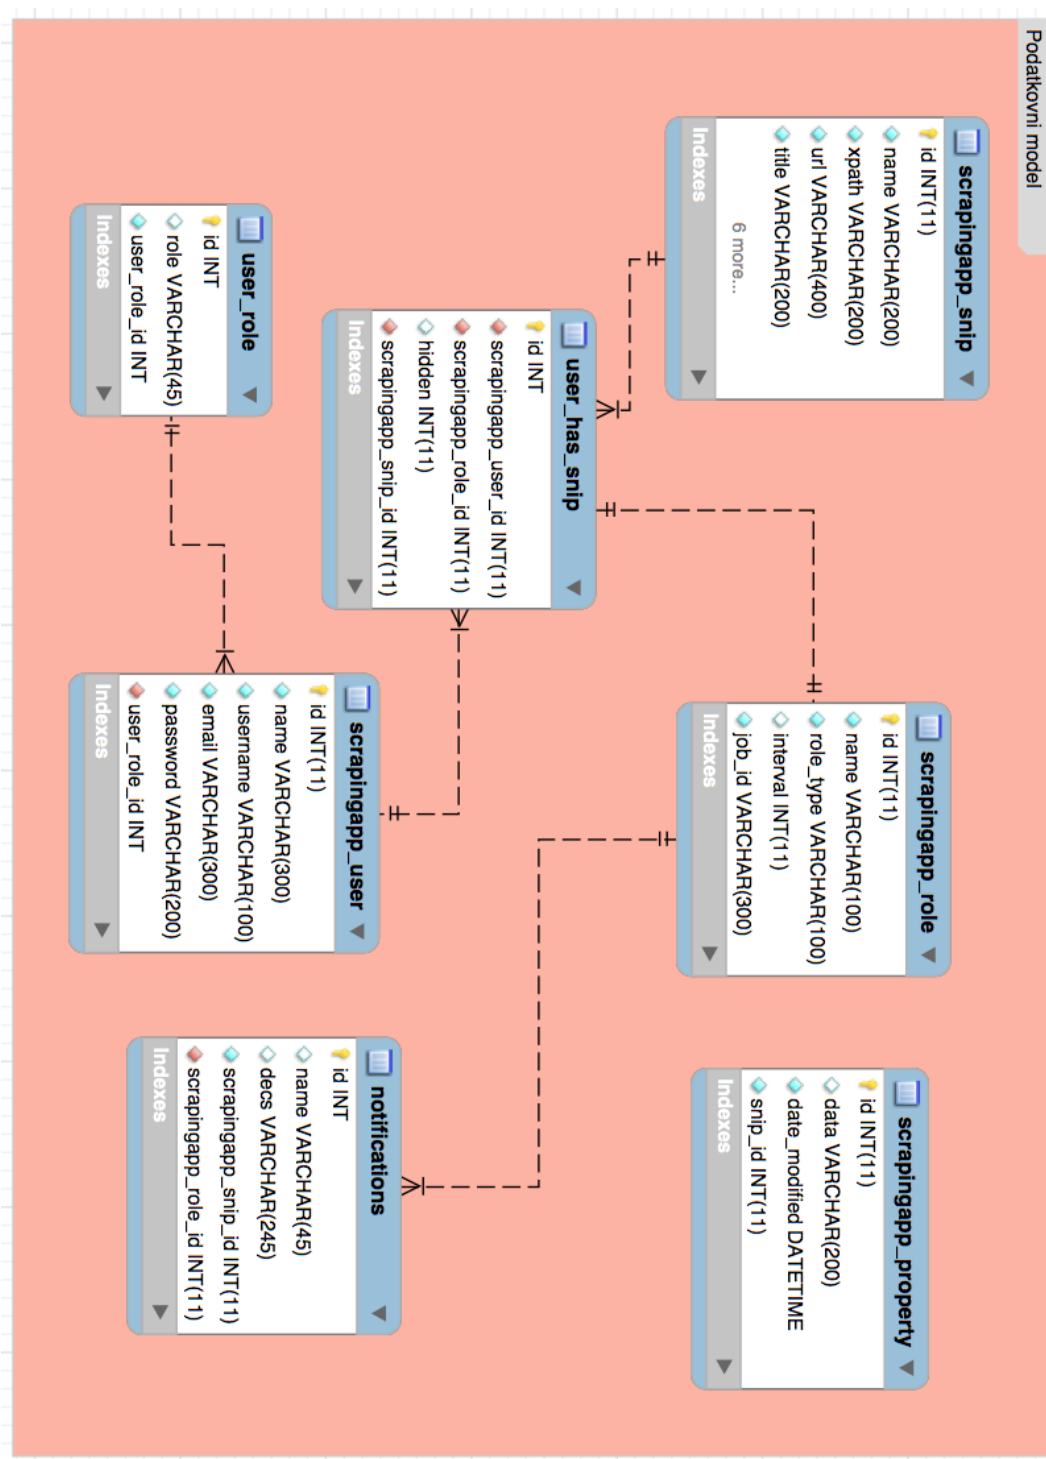 Podatkovni model
scrapingapp_snip
id INT(11)
name VARCHAR(200)
xpath VARCHAR(200)
url VARCHAR(400)
title VARCHAR(200)
6 more...
Indexes
scrapingapp_role
id INT(11)
name VARCHAR(100)
role_type VARCHAR(100)
interval INT(11)
job_id VARCHAR(300)
Indexes
scrapingapp_property
id INT(11)
data VARCHAR(200)
date_modified DATETIME
snip_id INT(11)
Indexes
user_has_snip
id INT
scrapingapp_user_id INT(11)
scrapingapp_role_id INT(11)
hidden INT(11)
scrapingapp_snip_id INT(11)
Indexes
user_role
id INT
role VARCHAR(45)
user_role_id INT
Indexes
scrapingapp_user
id INT(11)
name VARCHAR(300)
username VARCHAR(100)
email VARCHAR(300)
password VARCHAR(200)
user_role_id INT
Indexes
notifications
id INT
name VARCHAR(45)
decs VARCHAR(245)
scrapingapp_snip_id INT(11)
scrapingapp_role_id INT(11)
Indexes